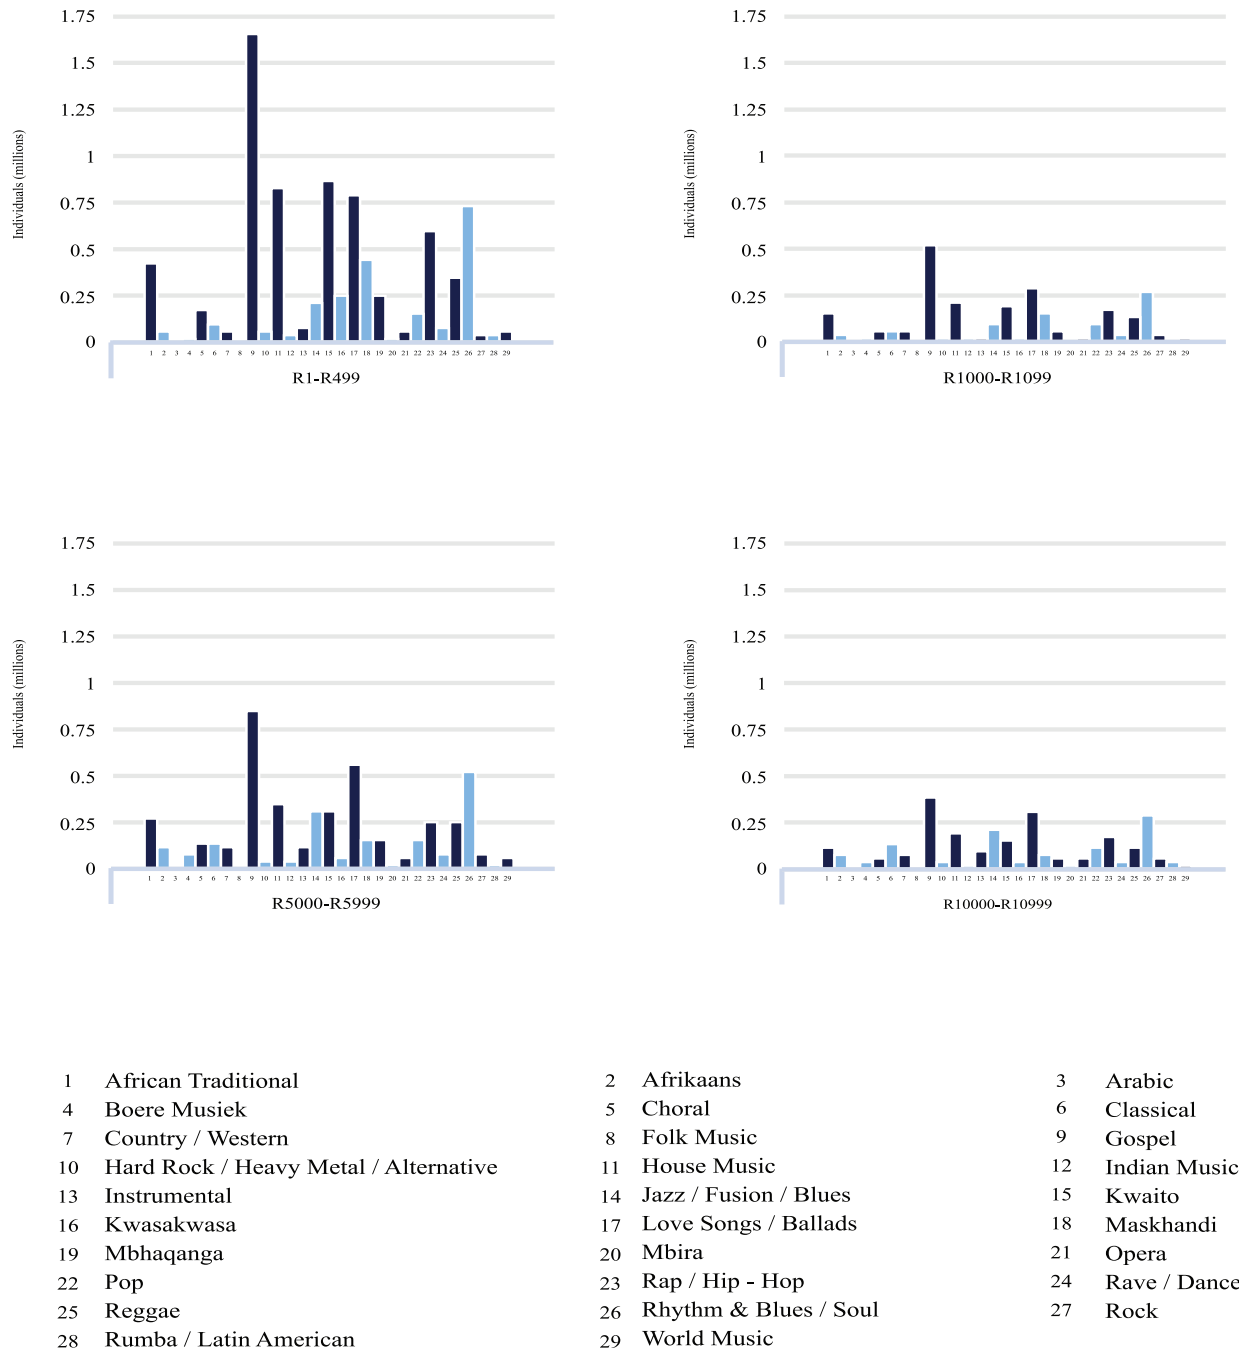 1.75 1.75
1.5 1.5
1.25 1.25
1 1
0.75 0.75
0.5 0.5
0.25 0.25
0 0
Individuals (millions) Individuals (millions)
1 2 3 4 5 6 7 8 9 10 11 12 13 14 15 16 17 18 19 20 21 22 23 24 25 26 27 28 29 1 2 3 4 5 6 7 8 9 10 11 12 13 14 15 16 17 18 19 20 21 22 23 24 25 26 27 28 29
R1-R499 R1000-R1099
1.75 1.75
1.5 1.5
1.25 1.25
1 1
0.75 0.75
0.5 0.5
0.25 0.25
0 0
Individuals (millions) Individuals (millions)
1 2 3 4 5 6 7 8 9 10 11 12 13 14 15 16 17 18 19 20 21 22 23 24 25 26 27 28 29 1 2 3 4 5 6 7 8 9 10 11 12 13 14 15 16 17 18 19 20 21 22 23 24 25 26 27 28 29
R5000-R5999 R10000-R10999
1 African Traditional 2 Afrikaans 3 Arabic
4 Boere Musiek 5 Choral 6 Classical
7 Country / Western 8 Folk Music 9 Gospel
10 Hard Rock / Heavy Metal / Alternative 11 House Music 12 Indian Music
13 Instrumental 14 Jazz / Fusion / Blues 15 Kwaito
16 Kwasakwasa 17 Love Songs / Ballads 18 Maskhandi
19 Mbhaqanga 20 Mbira 21 Opera
22 Pop 23 Rap / Hip - Hop 24 Rave / Dance
25 Reggae 26 Rhythm & Blues / Soul 27 Rock
28 Rumba / Latin American 29 World Music